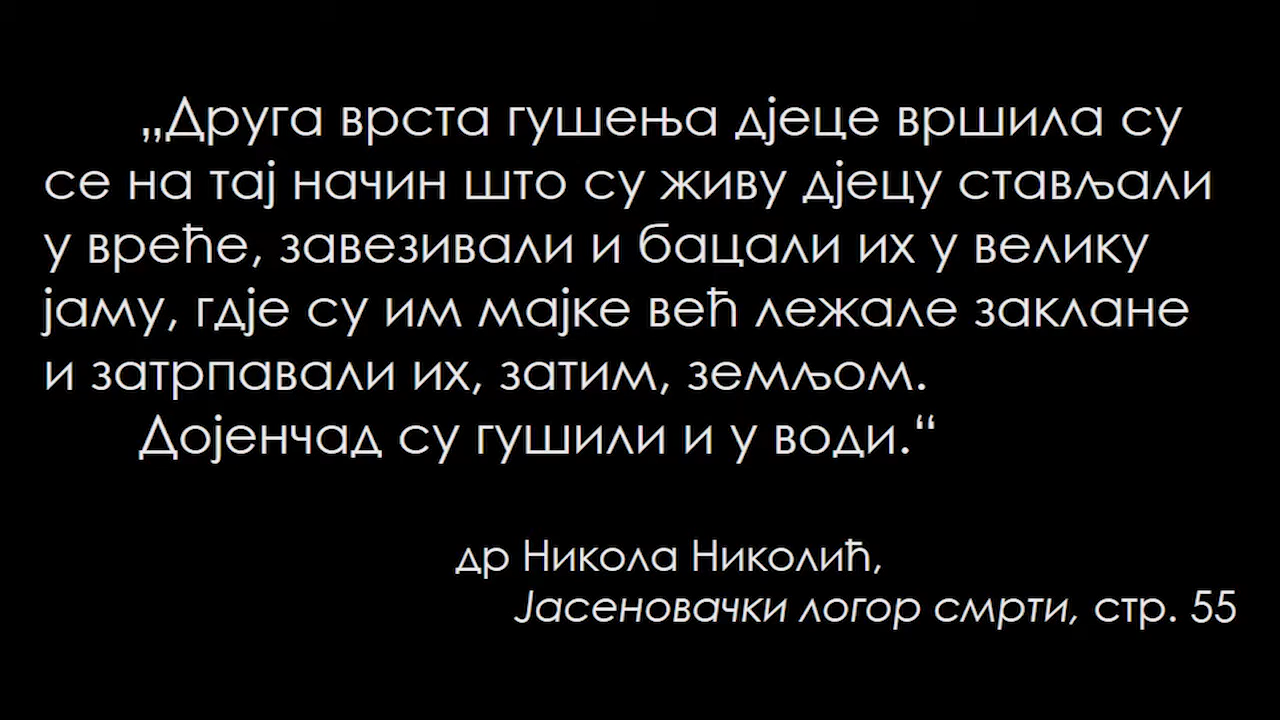 „Друга врста гушења дјеце вршила су
се на тај начин што су живу дјецу стављали
у вреће, завезивали и бацали их у велику
јаму, гдје су им мајке већ лежале заклане
и затрпавали их, затим, земљом.
Дојенчад су гушили и у води.“
др Никола Николић,
Јасеновачки логор смрти, стр. 55